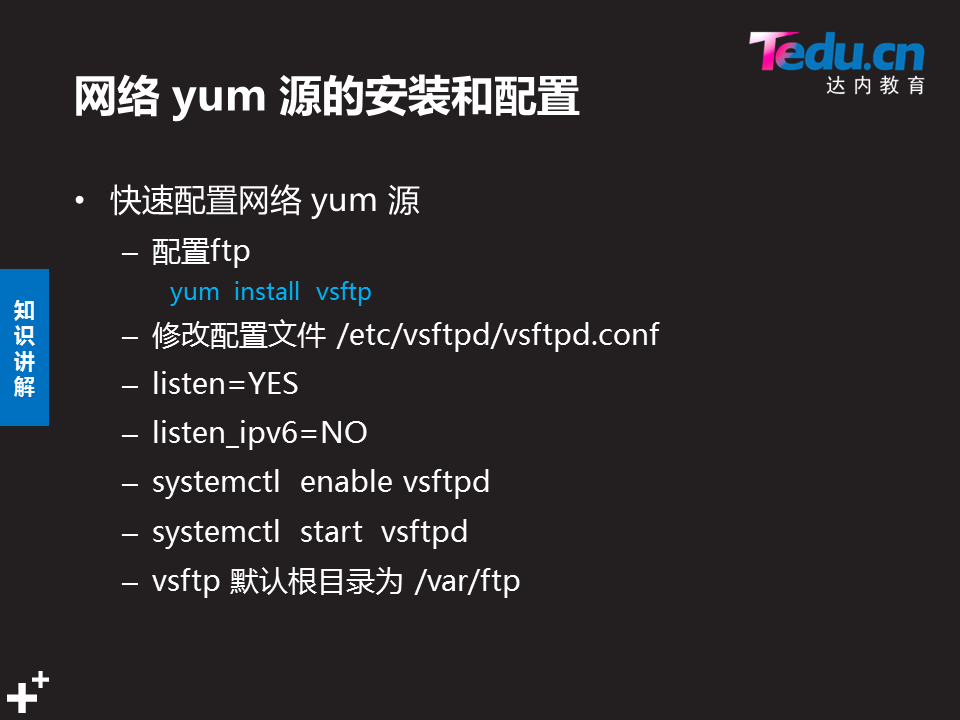 Tedu.cn
达内教育
网络 yum 源的安装和配置
• 快速配置网络 yum 源
– 配置ftp
yum install vsftp
– 修改配置文件 /etc/vsftpd/vsftpd.conf
– listen=YES
– listen_ipv6=NO
– systemctl enable vsftpd
– systemctl start vsftpd
– vsftp 默认根目录为 /var/ftp
知识讲解